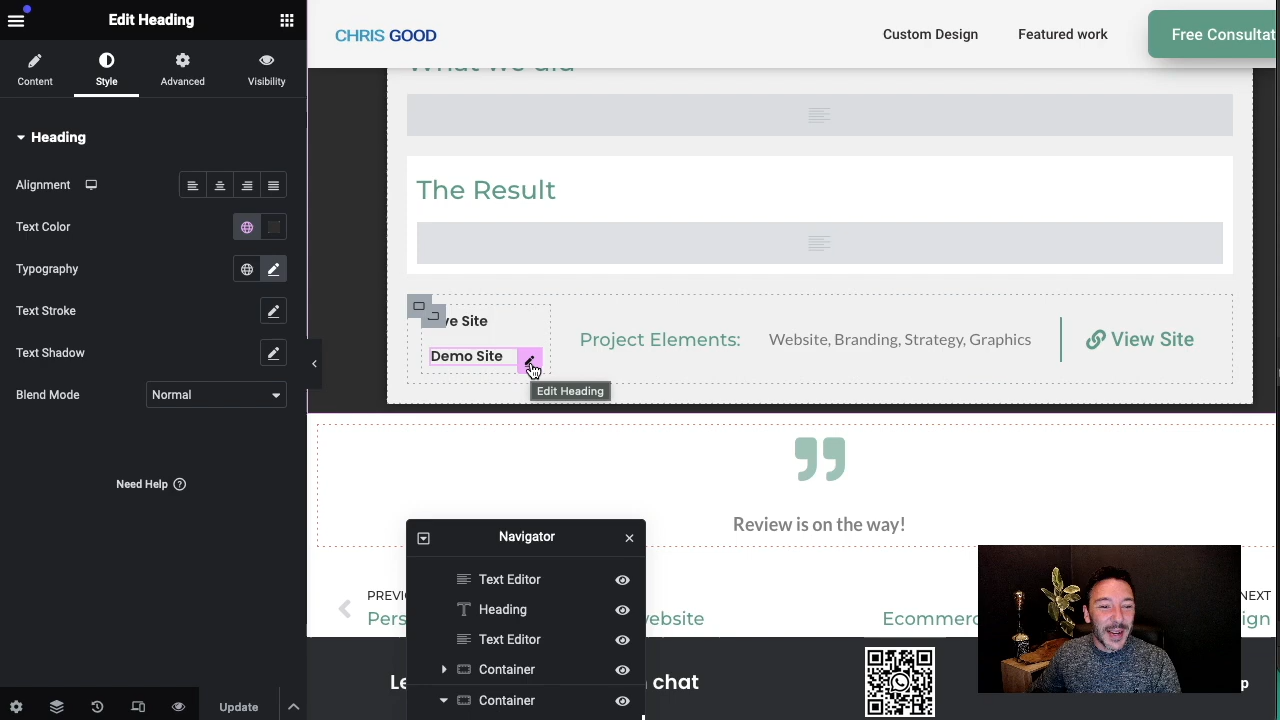 Edit Heading
CHRIS GOOD
Custom Design
Featured work
Free Consultat
Content
Style
Advanced
Visibility
What we did
Heading
Alignment
The Result
Text Color
Typography
Text Stroke
ve Site
Project Elements:
Website, Branding, Strategy, Graphics
View Site
Text Shadow
Demo Site
Edit Heading
Blend Mode
Normal
Need Help
Review is on the way!
Navigator
Text Editor
Heading
Text Editor
Container
Container
PREVI
Pers
website
NEXT
Ecommerc
ign
Le
chat
p
Update